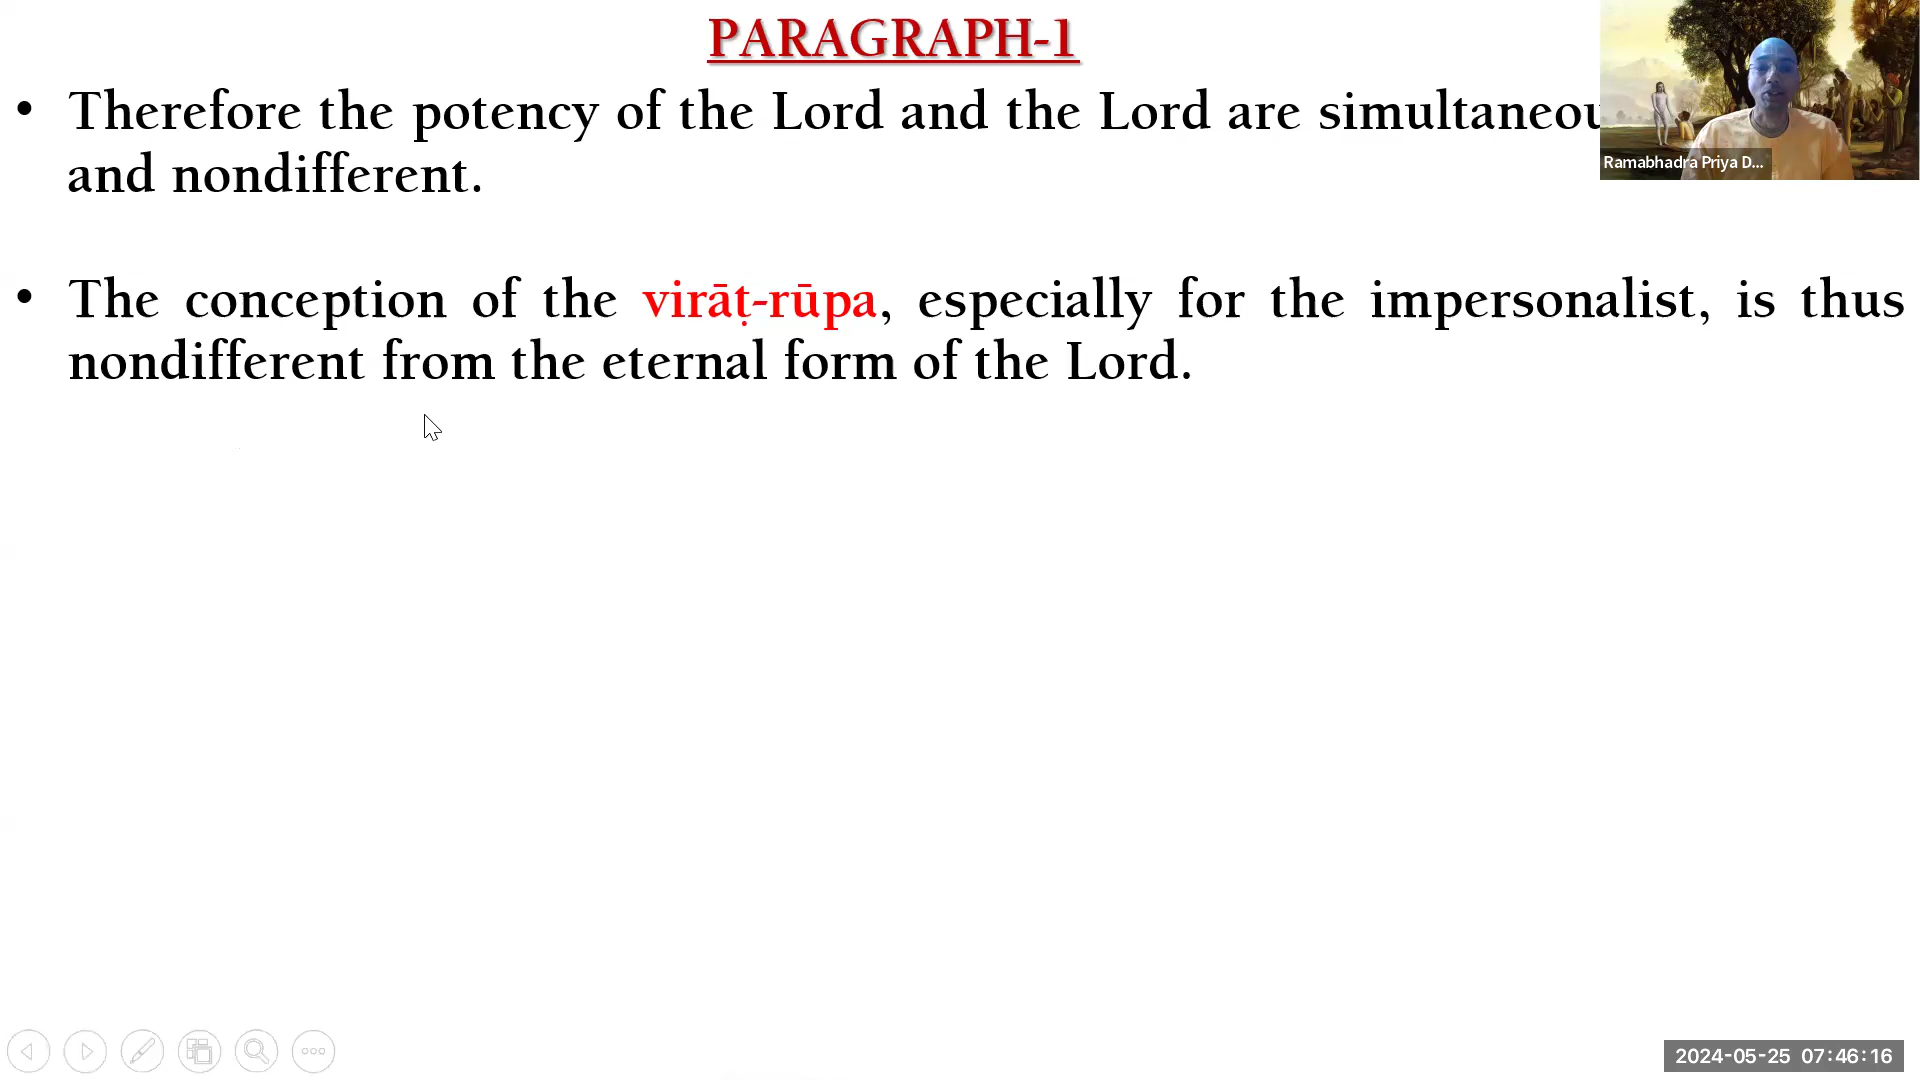 PARAGRAPH-1
• Therefore the potency of the Lord and the Lord are
and nondifferent.
• The conception of the virāṭ-rūpa, especially for the impersonalist, is thus
nondifferent from the eternal form of the Lord.
Ramabhadra Priya D...
2024-05-25 07:46:16